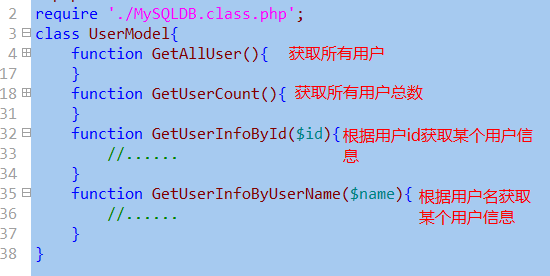 2 require './MySQLDB.class.php';
3 class UserModel{
4 function GetAllUser(){ 获取所有用户
17 }
18 function GetUserCount(){ 获取所有用户总数
31 }
32 function GetUserInfoById($id){ 根据用户id获取某个用户信
33 //...... 息
34 }
35 function GetUserInfoByUserName($name){ 根据用户名获取
36 //...... 某个用户信息
37 }
38 }